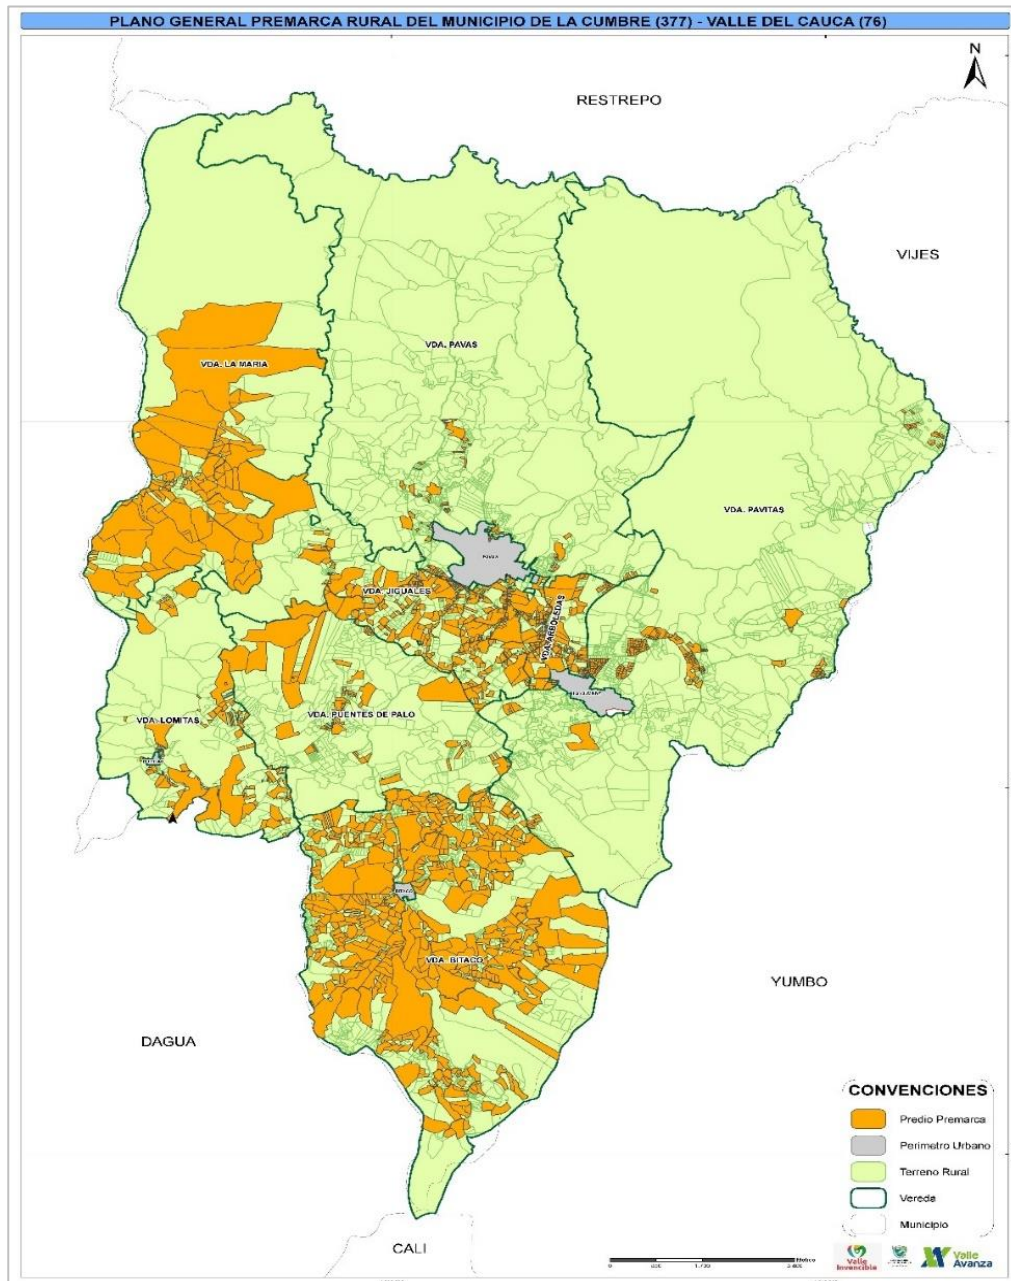 PLANO GENERAL PREMARCA RURAL DEL MUNICIPIO DE LA CUMBRE (377) - VALLE DEL CAUCA (76)
N
RESTREPO
VIJES
VDA. PAVAS
VDA. LA MARIA
VDA. PAVITAS
VDA. JIGUALES
VDA. ARBOLEDAS
VDA. LOMITAS
VDA. PUENTES DE PALO
VDA. BITACO
YUMBO
DAGUA
CALI
CONVENCIONES
Predio Premarca
Perimetro Urbano
Terreno Rural
Vereda
Municipio
Valle
Invencible
Valle
Avanza